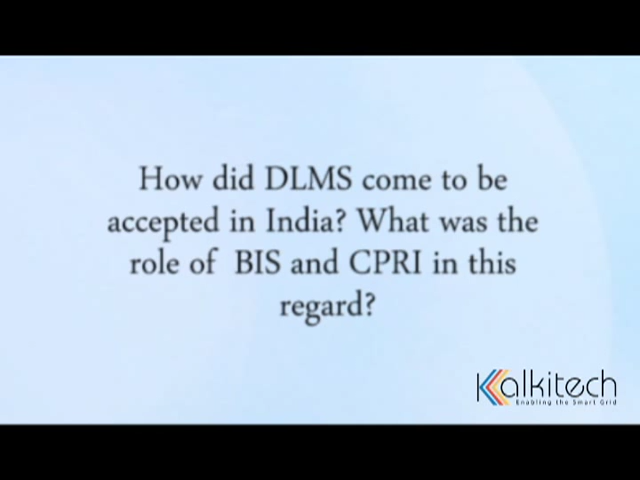 How did DLMS come to be
accepted in India? What was the
role of BIS and CPRI in this
regard?
Kalkitech
Enabling the Smart Grid